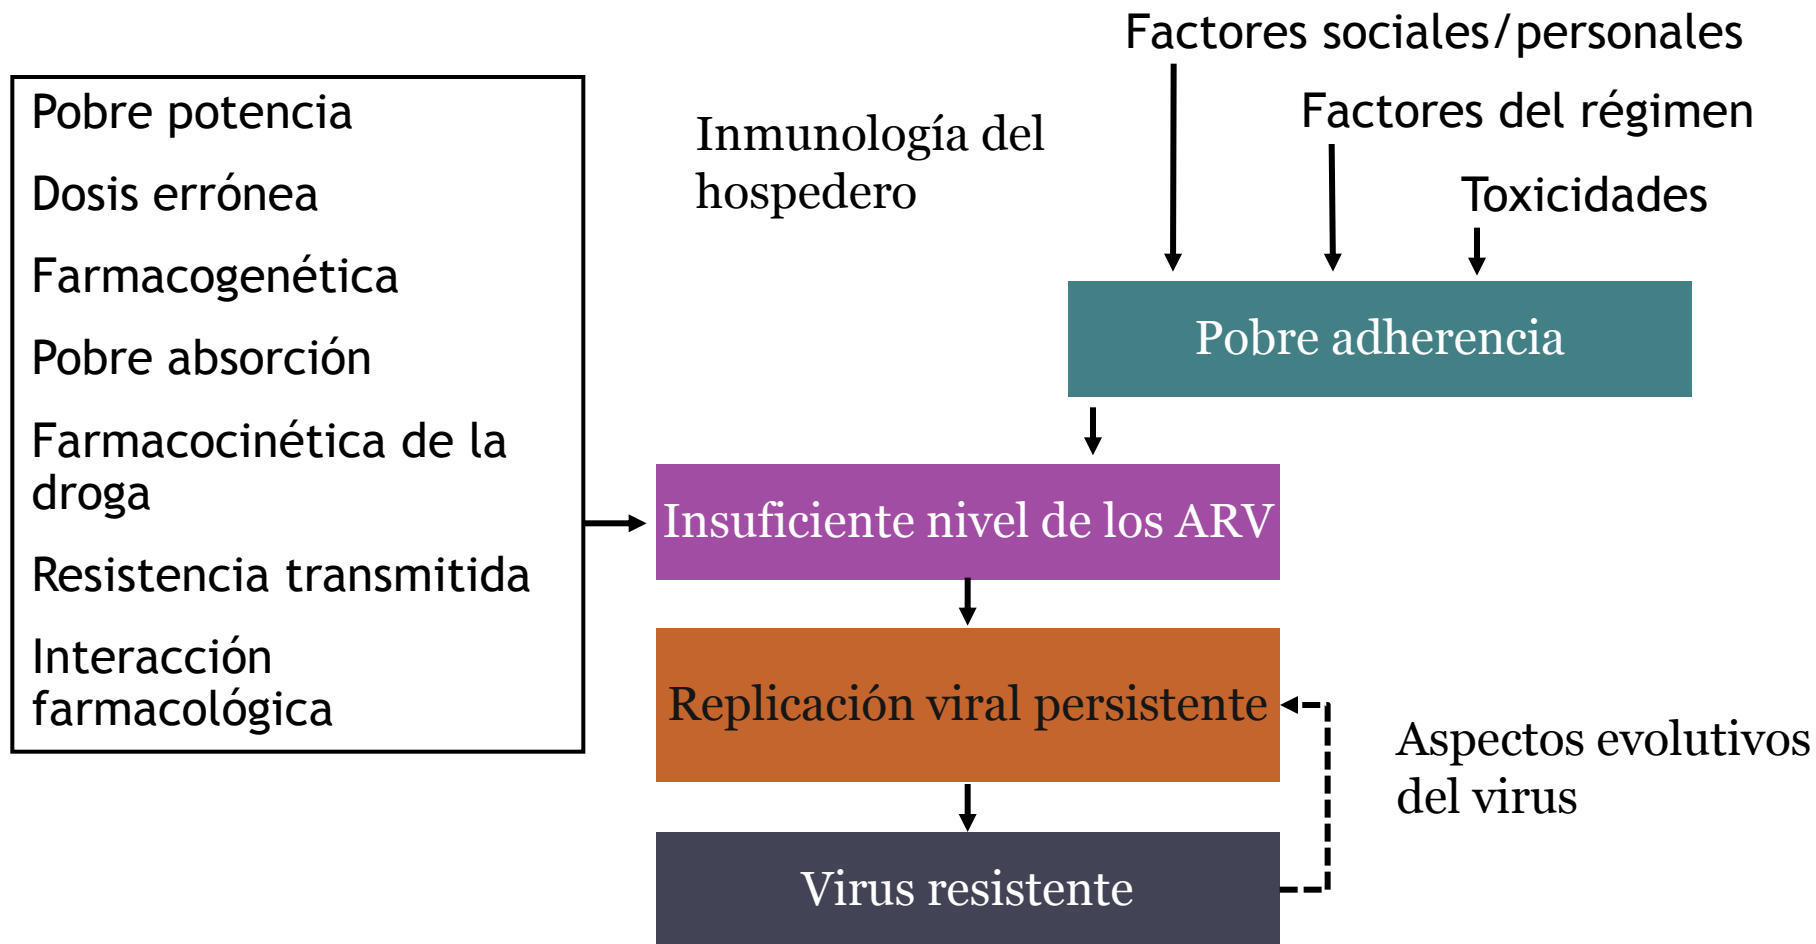 Factores sociales/personales
Factores del régimen
Toxicidades
Inmunología del
hospedero
Pobre potencia
Dosis errónea
Farmacogenética
Pobre absorción
Farmacocinética de la
droga
Resistencia transmitida
Interacción
farmacológica
Pobre adherencia
Insuficiente nivel de los ARV
Replicación viral persistente
Aspectos evolutivos
del virus
Virus resistente